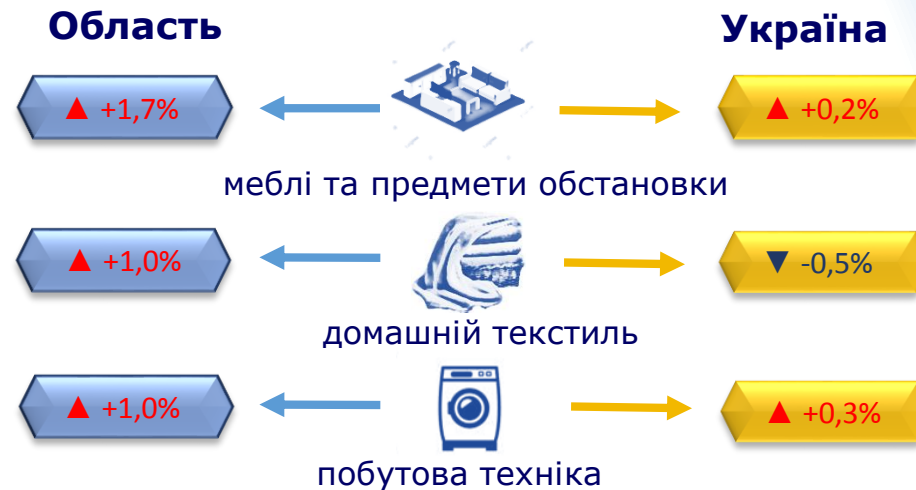 Область
Україна
▲ +1,7%
▲ +0,2%
меблі та предмети обстановки
▲ +1,0%
▼ -0,5%
домашній текстиль
▲ +1,0%
▲ +0,3%
побутова техніка